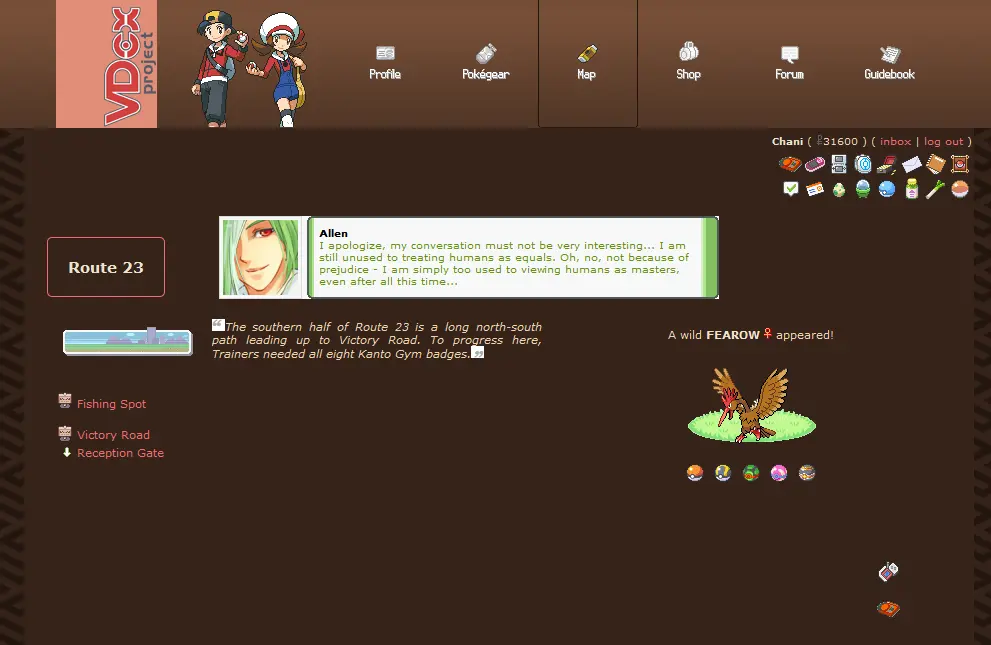 VDEX
project
Profile
Pokégear
Map
Shop
Forum
Guidebook
Chani ( 31600 ) ( inbox | log out )
Route 23
Allen
I apologize, my conversation must not be very interesting... I am
still unused to treating humans as equals. Oh, no, not because of
prejudice - I am simply too used to viewing humans as masters,
even after all this time...
The southern half of Route 23 is a long north-south
path leading up to Victory Road. To progress here,
Trainers needed all eight Kanto Gym badges.
A wild FEAROW ♀ appeared!
Fishing Spot
Victory Road
Reception Gate